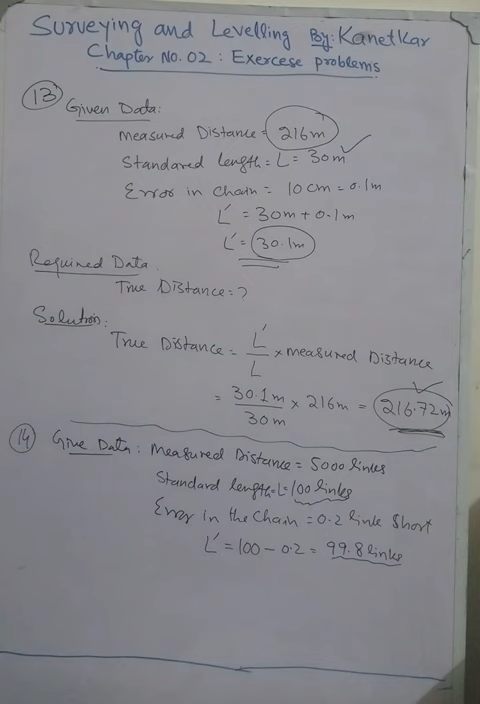 Surveying and Levelling By: Kanetkar
Chapter No. 02 : Exercese problems
13 Given Data:
Measured Distance = 216m
Standared length = L = 30m
Error in chain = 10 cm = 0.1m
L' = 30m + 0.1m
L' = 30.1m
Required Data
True Distance = ?
Solution:
True Distance = L'/L × measured Distance
= 30.1m/30m × 216m = 216.72m
14 Give Data: Measured Distance = 5000 links
Standard length = L = 100 links
Error in the Chain = 0.2 link Short
L' = 100 - 0.2 = 99.8 links